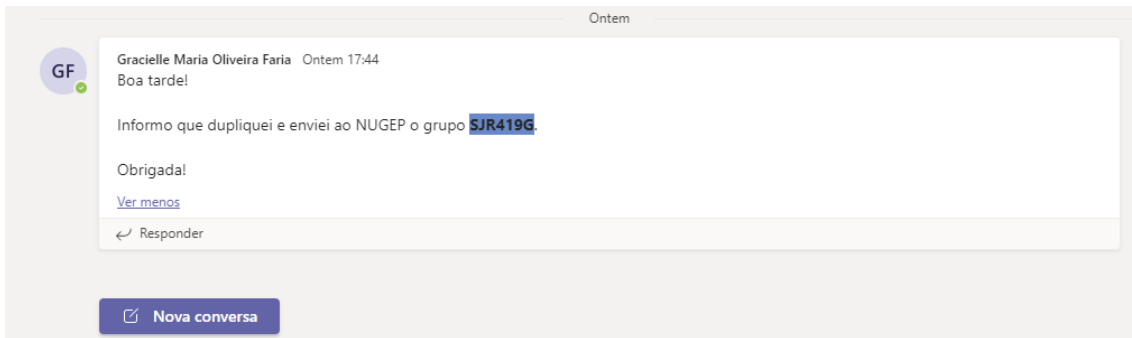 Ontem
GF
Gracielle Maria Oliveira Faria Ontem 17:44
Boa tarde!
Informo que dupliquei e enviei ao NUGEP o grupo SJR419G.
Obrigada!
Ver menos
Responder
Nova conversa